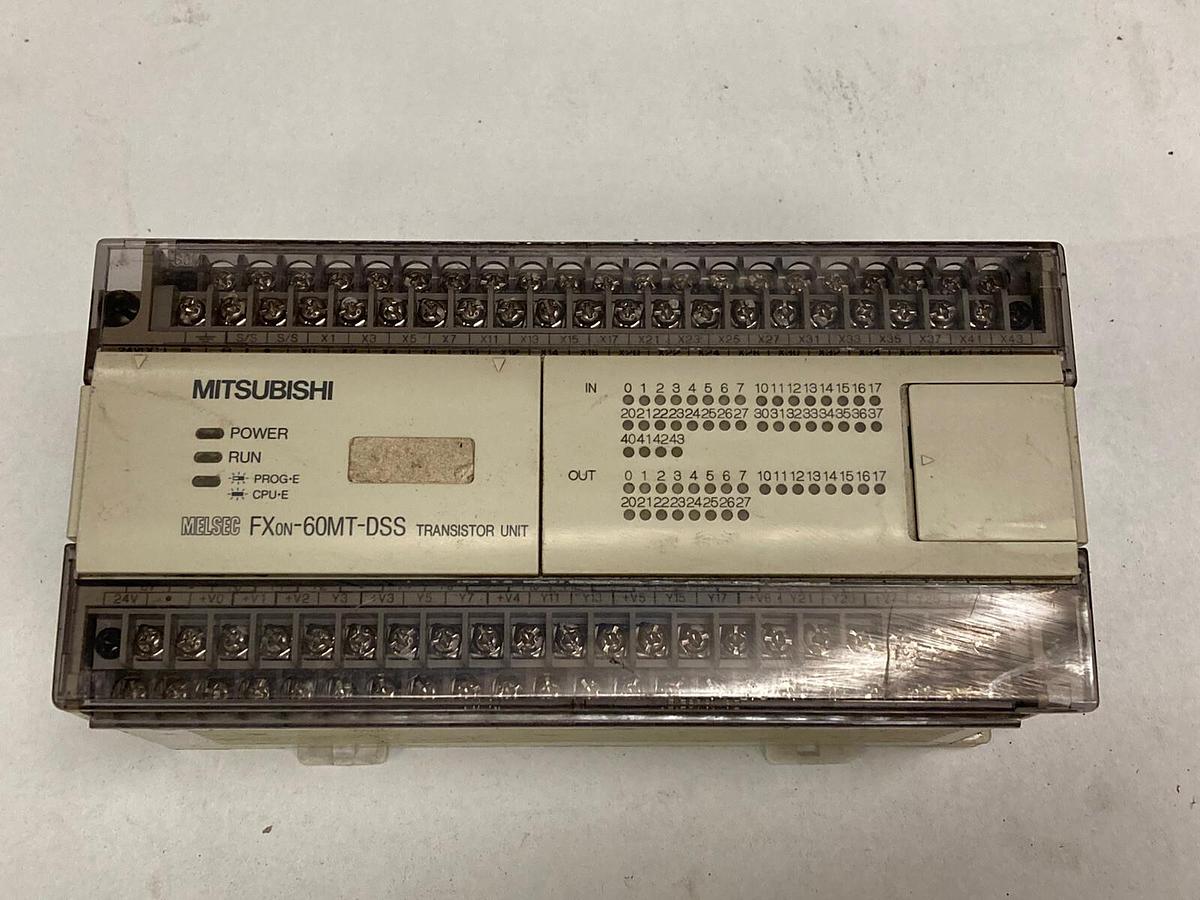 S/S S/S X1 X3 X5 X7 X11 X13 X15 X17 X21 X23 X25 X27 X31 X33 X35 X37 X41 X43
MITSUBISHI
POWER
RUN
PROG·E
CPU·E
MELSEC FX0N-60MT-DSS TRANSISTOR UNIT
IN 0 1 2 3 4 5 6 7 10 11 12 13 14 15 16 17
20 21 22 23 24 25 26 27 30 31 32 33 34 35 36 37
40 41 42 43
OUT 0 1 2 3 4 5 6 7 10 11 12 13 14 15 16 17
20 21 22 23 24 25 26 27
24V • +V0 +V1 +V2 Y3 +V3 Y5 Y7 +V4 Y11 Y13 +V5 Y15 Y17 +V6 Y21